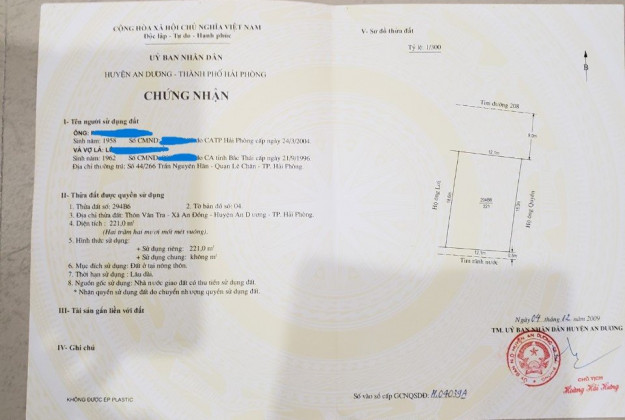 CỘNG HÒA XÃ HỘI CHỦ NGHĨA VIỆT NAM
Độc lập - Tự do - Hạnh phúc
ỦY BAN NHÂN DÂN
HUYỆN AN DƯƠNG - THÀNH PHỐ HẢI PHÒNG
CHỨNG NHẬN
I- Tên người sử dụng đất
ÔNG:
Sinh năm: 1958 Số CMND: do CATP Hải Phòng cấp ngày 24/3/2004.
VÀ VỢ LÀ:
Sinh năm: 1962 Số CMND: do CA tỉnh Bắc Thái cấp ngày 21/6/1996
Địa chỉ thường trú: Số 44/266 Trần Nguyên Hãn - Quận Lê Chân - TP. Hải Phòng.
II- Thửa đất được quyền sử dụng
1. Thửa đất số: 294B6 2. Tờ bản đồ số: 04.
3. Địa chỉ thửa đất: Thôn Văn Tra - Xã An Đồng - Huyện An Dương - TP. Hải Phòng.
4. Diện tích : 221,0 m²
(Hai trăm hai mươi mốt mét vuông).
5. Hình thức sử dụng:
+ Sử dụng riêng: 221,0 m²
+ Sử dụng chung: không m²
6. Mục đích sử dụng: Đất ở tại nông thôn.
7. Thời hạn sử dụng : Lâu dài.
8. Nguồn gốc sử dụng: Nhà nước giao đất có thu tiền sử dụng đất.
* Nhận quyền sử dụng đất do chuyển nhượng quyền sử dụng đất.
III- Tài sản gắn liền với đất
IV- Ghi chú
KHÔNG ĐƯỢC ÉP PLASTIC
V- Sơ đồ thửa đất
Tỷ lệ 1/300
B
Tim đường 208
Hộ ông Lợi
294B6
221
Hộ ông Quyền
Tim rãnh nước
Ngày 04 tháng 12 năm 2009
TM. UỶ BAN NHÂN DÂN HUYỆN AN DƯƠNG
CHỦ TỊCH
Số vào sổ cấp GCNQSDĐ: M.04039A